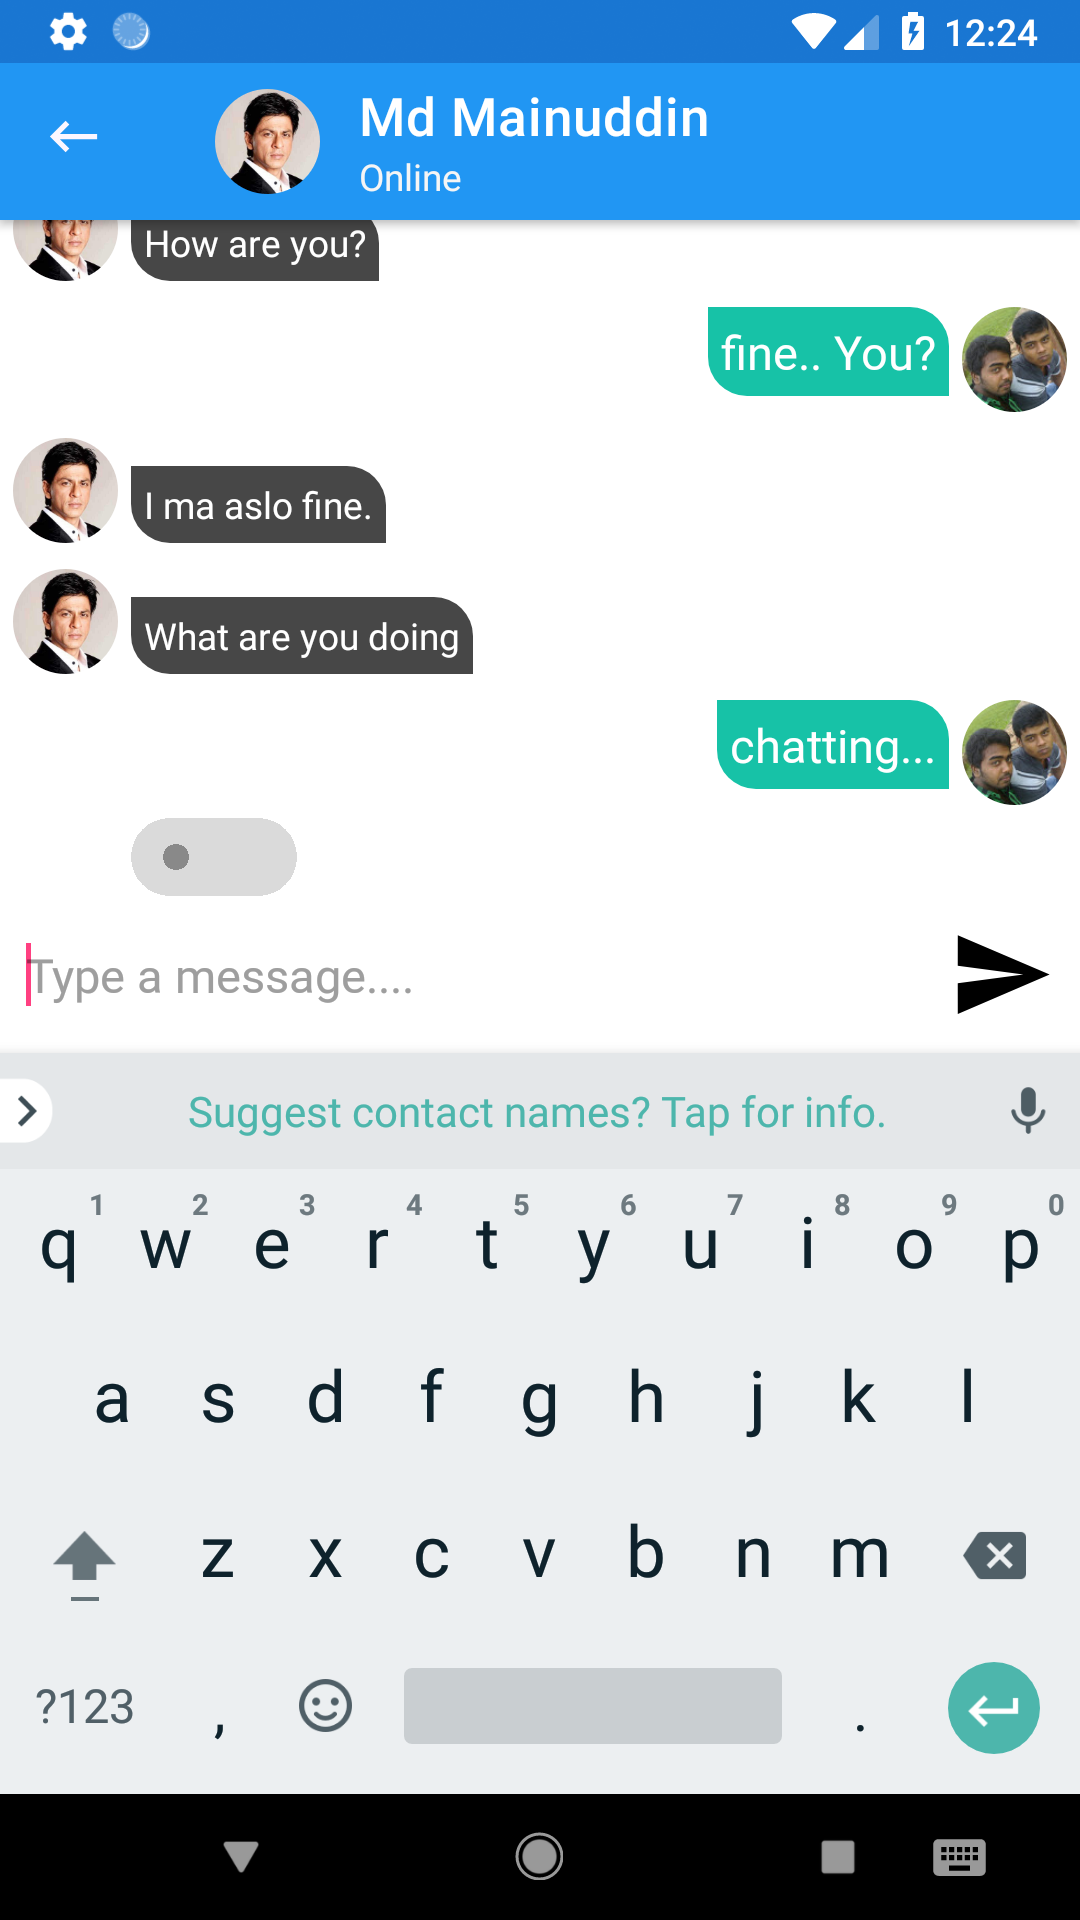 12:24
Md Mainuddin
Online
How are you?
fine.. You?
I ma aslo fine.
What are you doing
chatting...
Type a message....
Suggest contact names? Tap for info.
1 2 3 4 5 6 7 8 9 0
q w e r t y u i o p
a s d f g h j k l
z x c v b n m
?123 , .